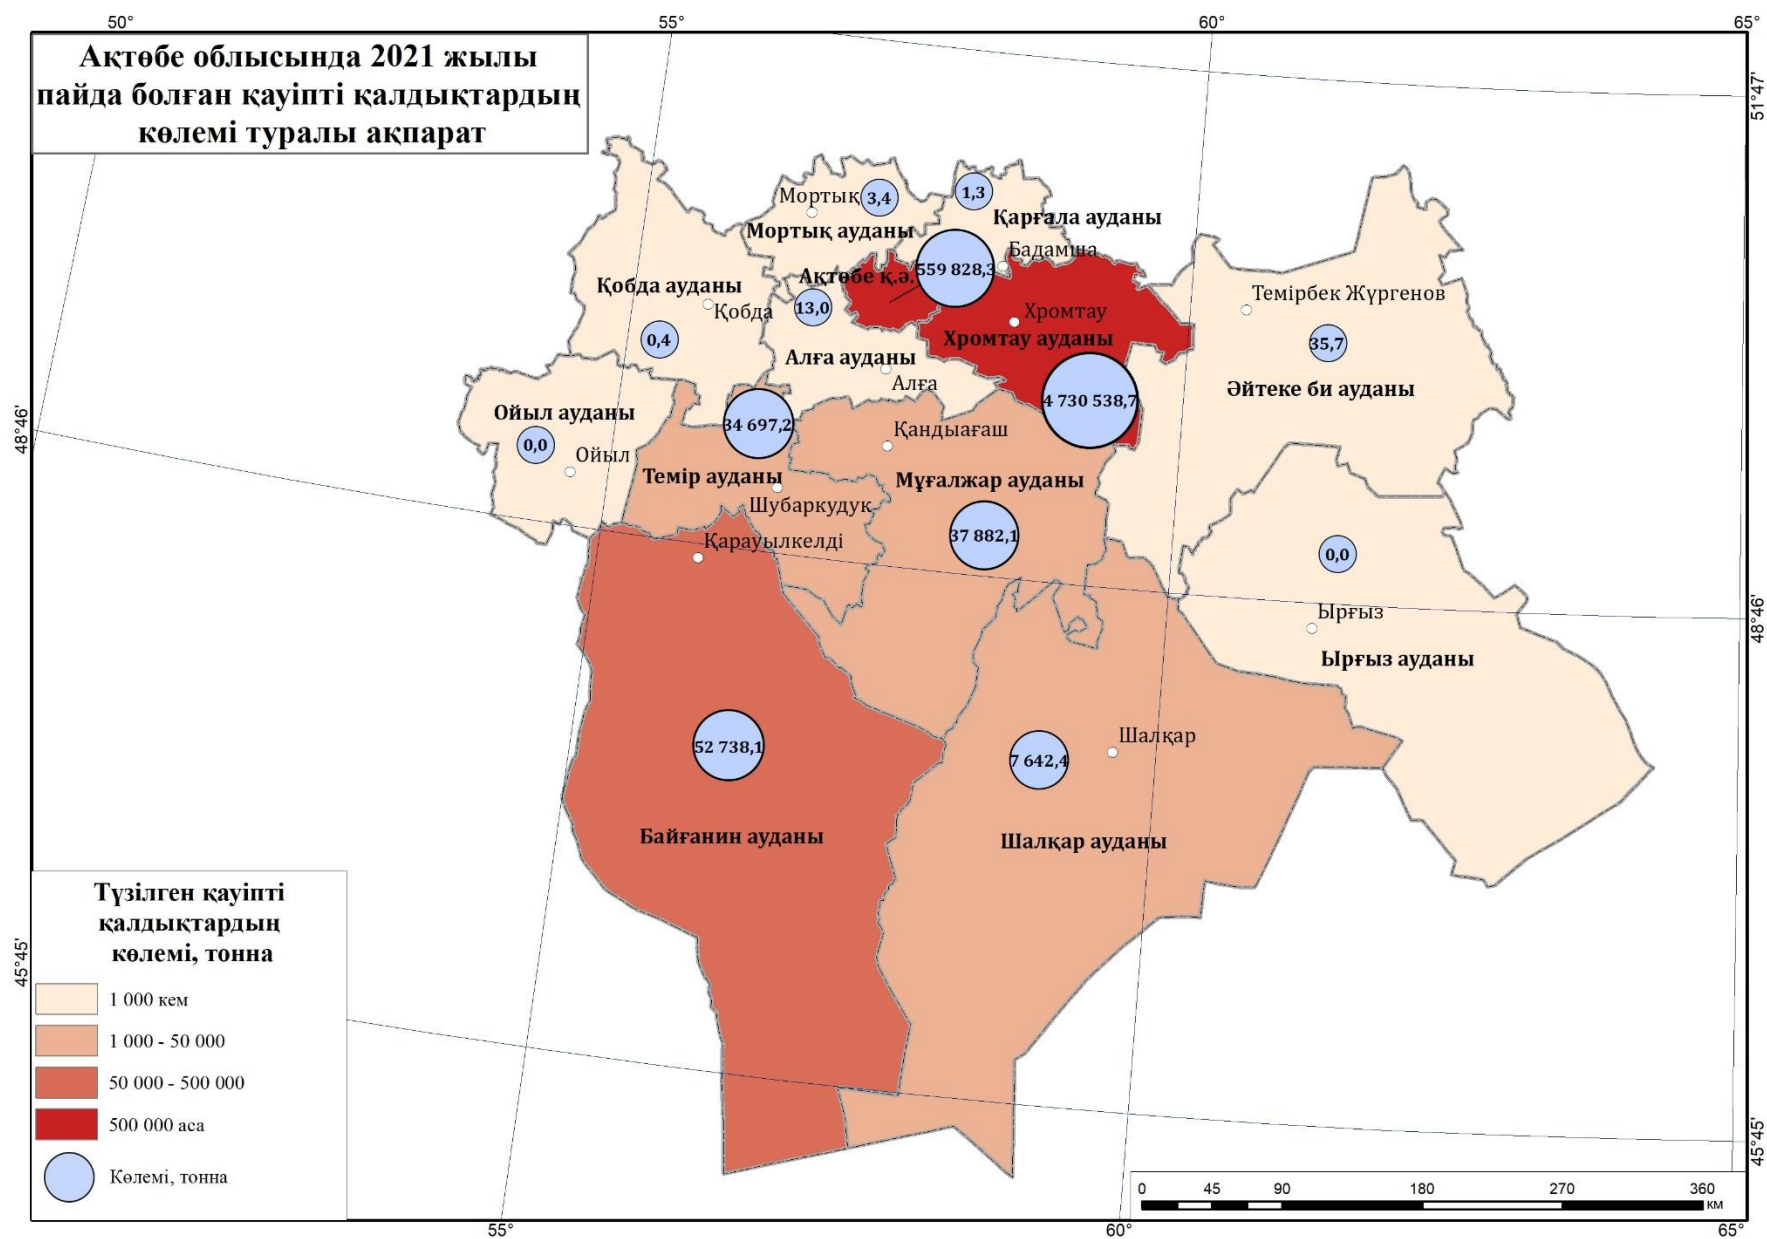 50°
55°
60°
65°
Ақтөбе облысында 2021 жылы
пайда болған қауіпті қалдықтардың
көлемі туралы ақпарат
51°47'
Мортық
3,4
1,3
Қарғала ауданы
Мортық ауданы
Бадамша
Ақтөбе қ.ә.
559 828,3
Қобда ауданы
Қобда
13,0
Темірбек Жүргенов
Хромтау
Хромтау ауданы
0,4
35,7
Алға ауданы
Алға
Әйтеке би ауданы
4 730 538,7
Ойыл ауданы
34 697,2
48°46'
0,0
Ойыл
Қандыағаш
Темір ауданы
Мұғалжар ауданы
Шубаркудук
Қарауылкелді
37 882,1
0,0
Ырғыз
48°46'
Ырғыз ауданы
52 738,1
7 642,4
Шалқар
Байғанин ауданы
Шалқар ауданы
45°45'
Түзілген қауіпті
қалдықтардың
көлемі, тонна
1 000 кем
1 000 - 50 000
50 000 - 500 000
500 000 аса
Көлемі, тонна
45°45'
0 45 90 180 270 360
км
55°
60°
65°